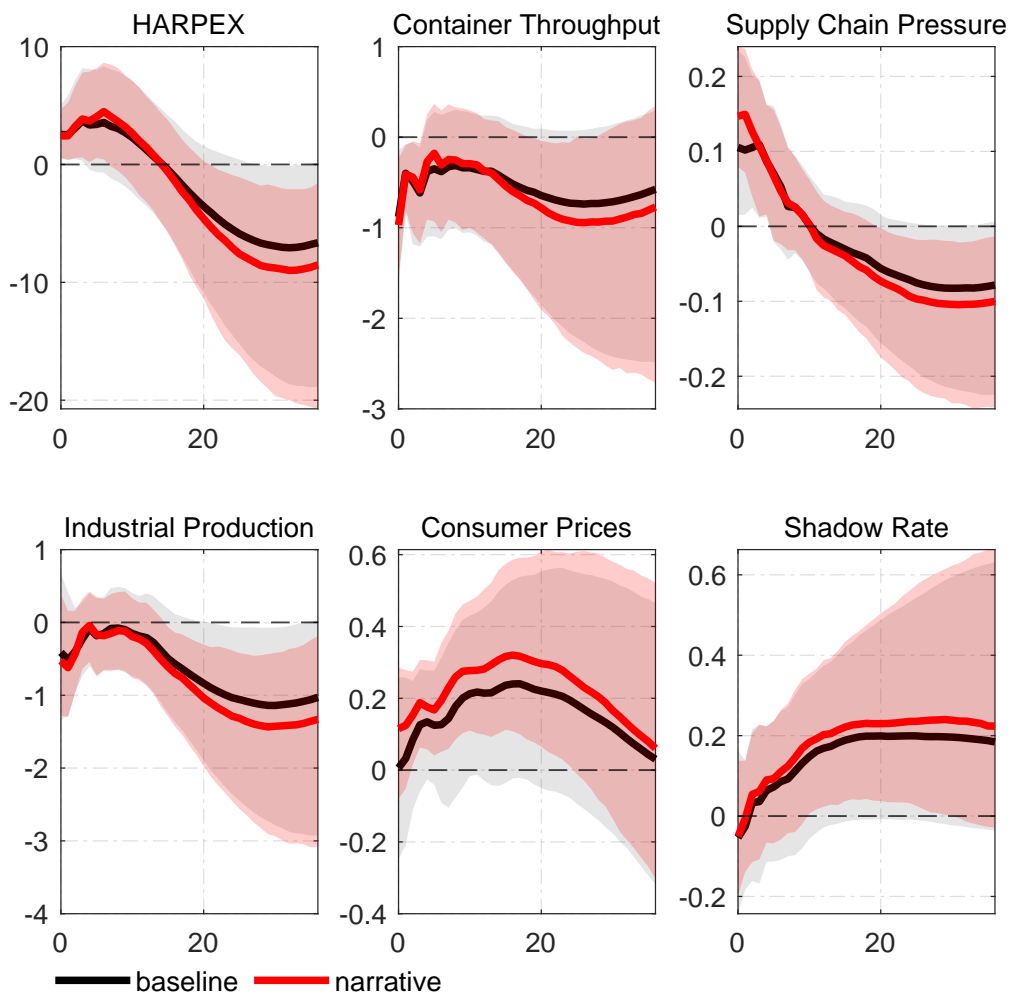 HARPEX Container Throughput Supply Chain Pressure
10 1 0.2
0 0 0.1
-10 -1 0
-20 -2 -0.1
-3 -0.2
0 20 0 20 0 20
Industrial Production Consumer Prices Shadow Rate
1 0.6 0.6
0 0.4 0.4
-1 0.2 0.2
-2 0 0
-3 -0.2 -0.2
-4 -0.4
0 20 0 20 0 20
baseline narrative